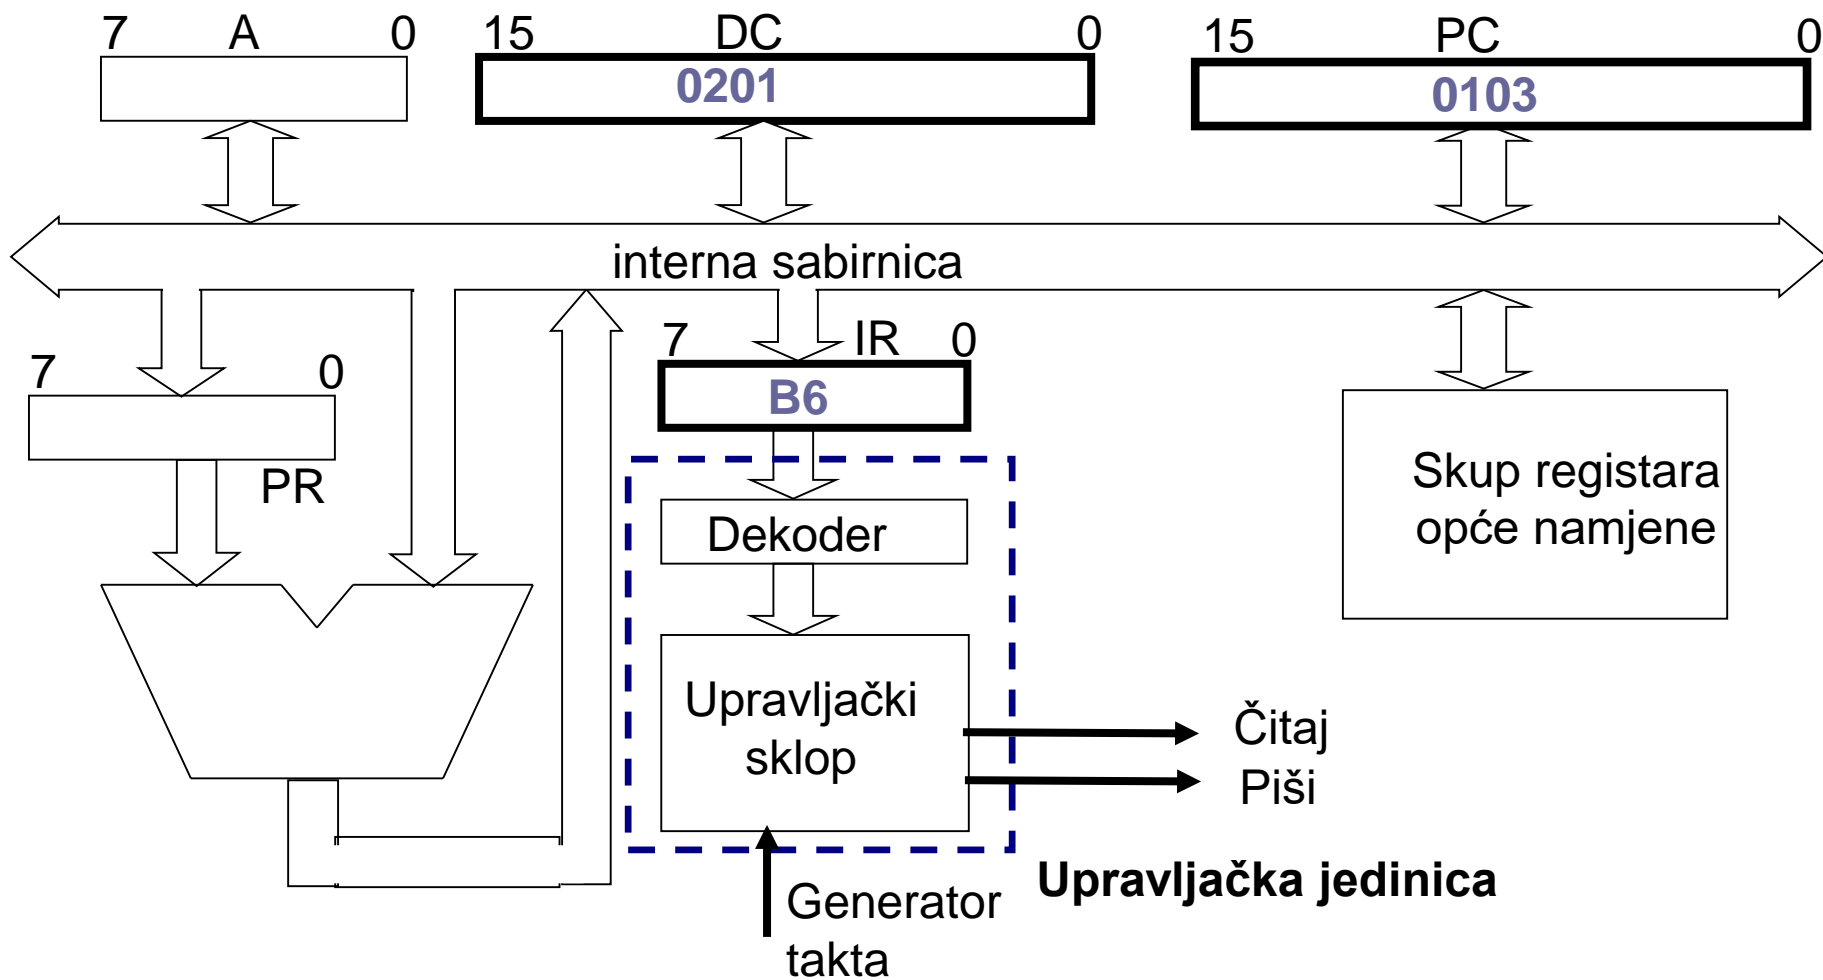 7 A 0
15 DC 0
15 PC 0
0201
0103
interna sabirnica
7 IR 0
7 0
B6
PR
Dekoder
Skup registara
opće namjene
Upravljački
sklop
Čitaj
Piši
Upravljačka jedinica
Generator
takta